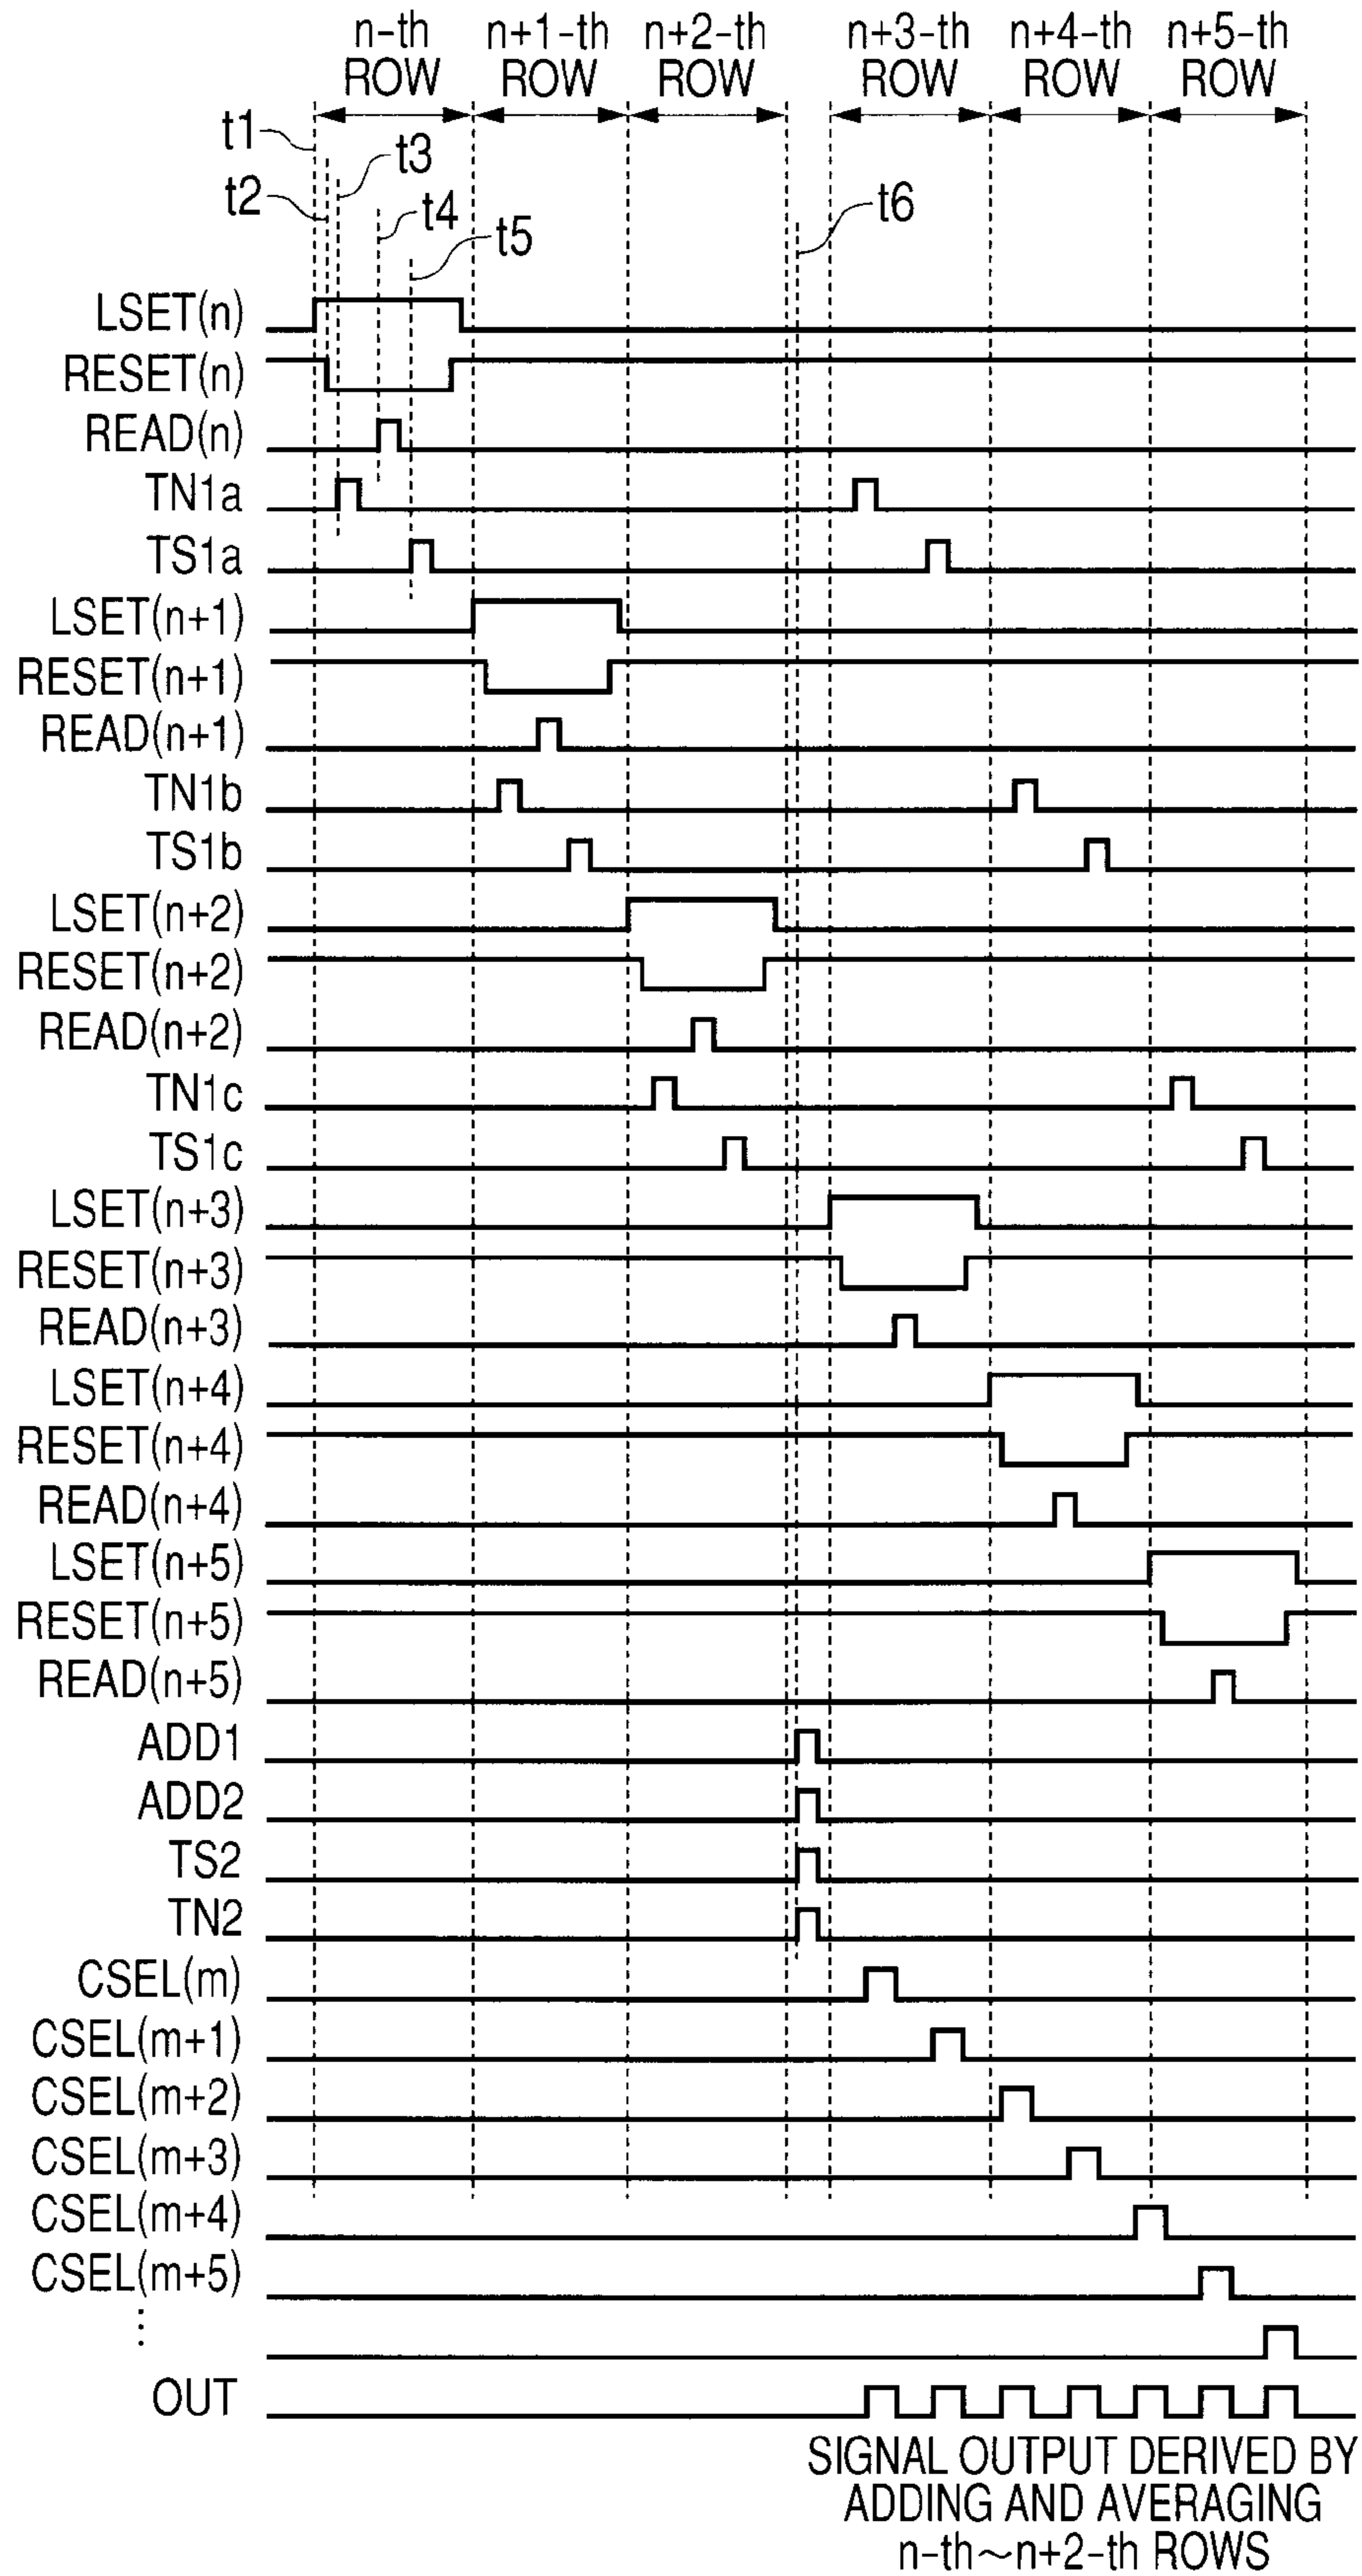 n-th ROW
n+1-th ROW
n+2-th ROW
n+3-th ROW
n+4-th ROW
n+5-th ROW
t1
t2
t3
t4
t5
t6
LSET(n)
RESET(n)
READ(n)
TN1a
TS1a
LSET(n+1)
RESET(n+1)
READ(n+1)
TN1b
TS1b
LSET(n+2)
RESET(n+2)
READ(n+2)
TN1c
TS1c
LSET(n+3)
RESET(n+3)
READ(n+3)
LSET(n+4)
RESET(n+4)
READ(n+4)
LSET(n+5)
RESET(n+5)
READ(n+5)
ADD1
ADD2
TS2
TN2
CSEL(m)
CSEL(m+1)
CSEL(m+2)
CSEL(m+3)
CSEL(m+4)
CSEL(m+5)
⋮
OUT
SIGNAL OUTPUT DERIVED BY
ADDING AND AVERAGING
n-th~n+2-th ROWS